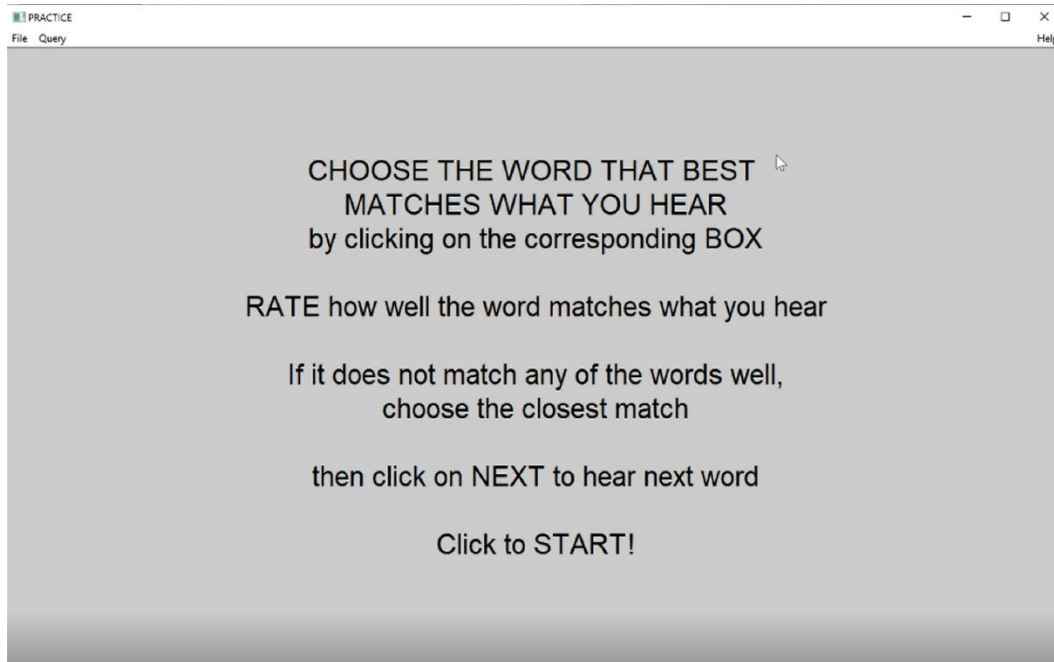 PRACTICE
File Query Help
CHOOSE THE WORD THAT BEST
MATCHES WHAT YOU HEAR
by clicking on the corresponding BOX
RATE how well the word matches what you hear
If it does not match any of the words well,
choose the closest match
then click on NEXT to hear next word
Click to START!